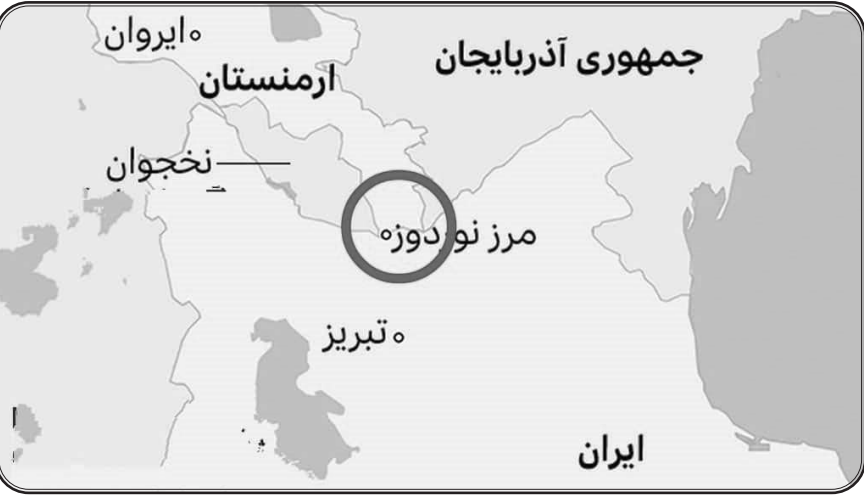 ایروان
جمهوری آذربایجان
ارمنستان
نخجوان
مرز نوردوز
تبریز
ایران